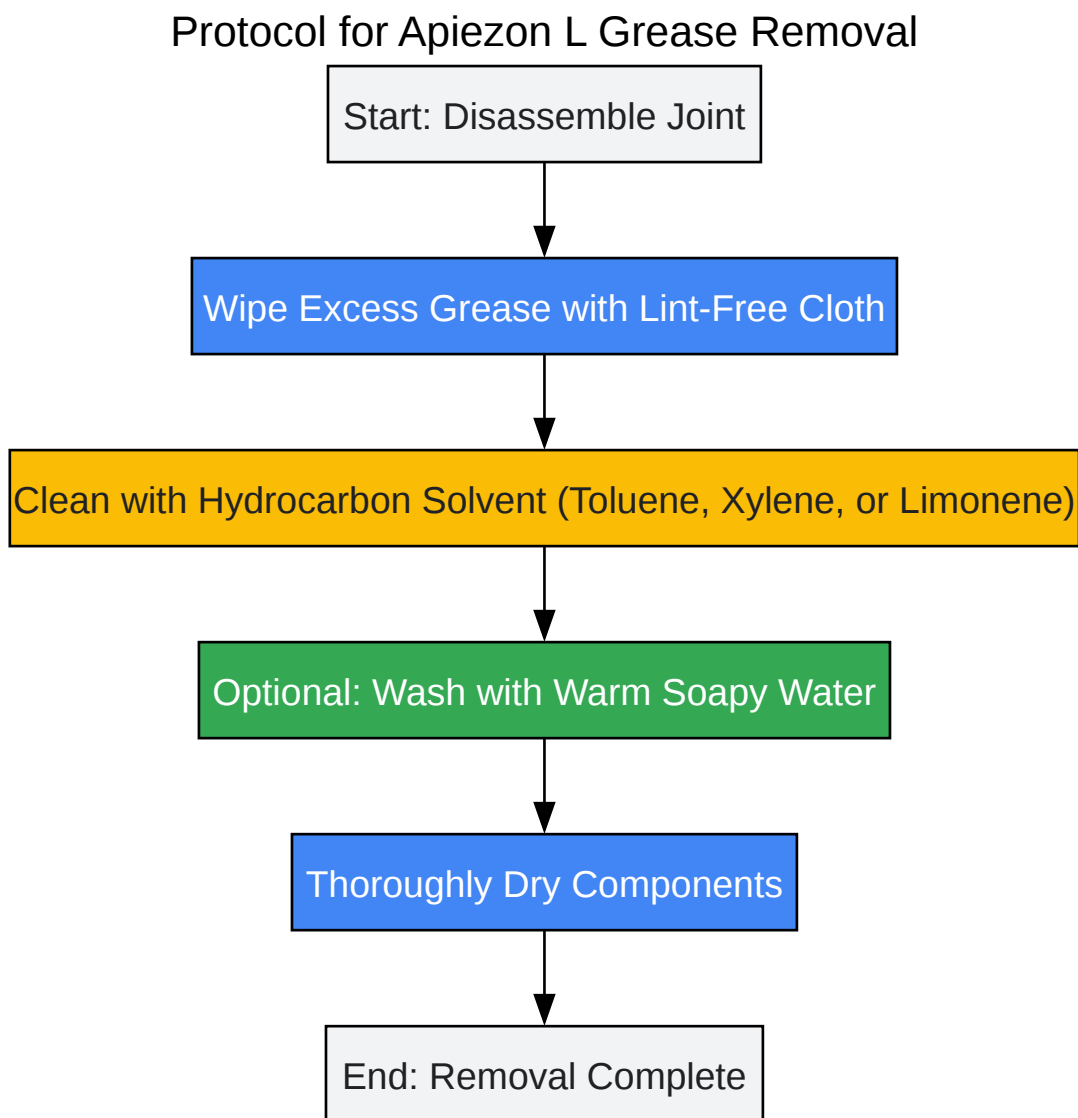 Protocol for Apiezon L Grease Removal
Start: Disassemble Joint
Wipe Excess Grease with Lint-Free Cloth
Clean with Hydrocarbon Solvent (Toluene, Xylene, or Limonene)
Optional: Wash with Warm Soapy Water
Thoroughly Dry Components
End: Removal Complete